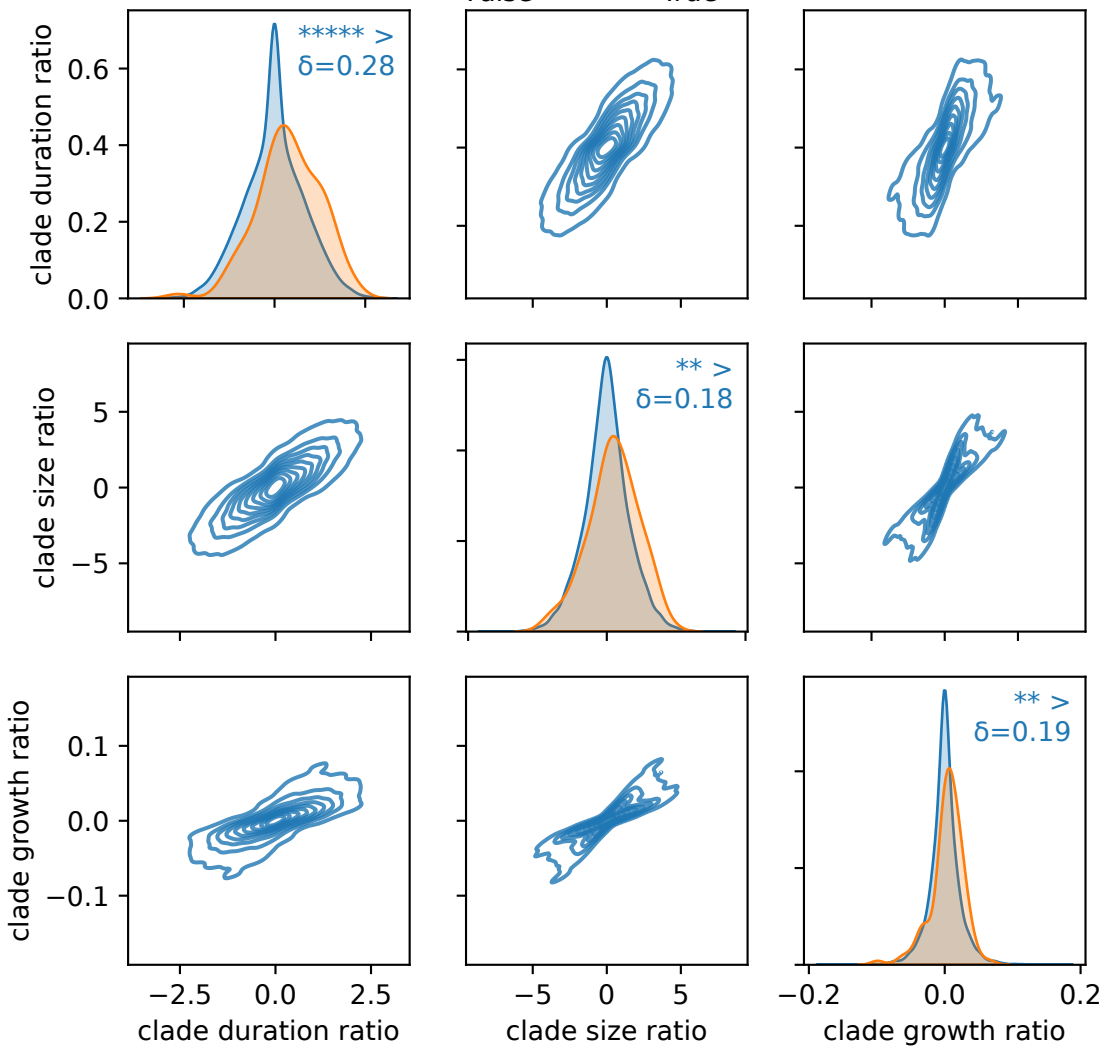 clade duration ratio
0.6
0.4
0.2
0.0
***** >
δ=0.28
clade size ratio
5
0
−5
** >
δ=0.18
clade growth ratio
0.1
0.0
−0.1
** >
δ=0.19
−2.5 0.0 2.5
−5 0 5
−0.2 0.0 0.2
clade duration ratio
clade size ratio
clade growth ratio